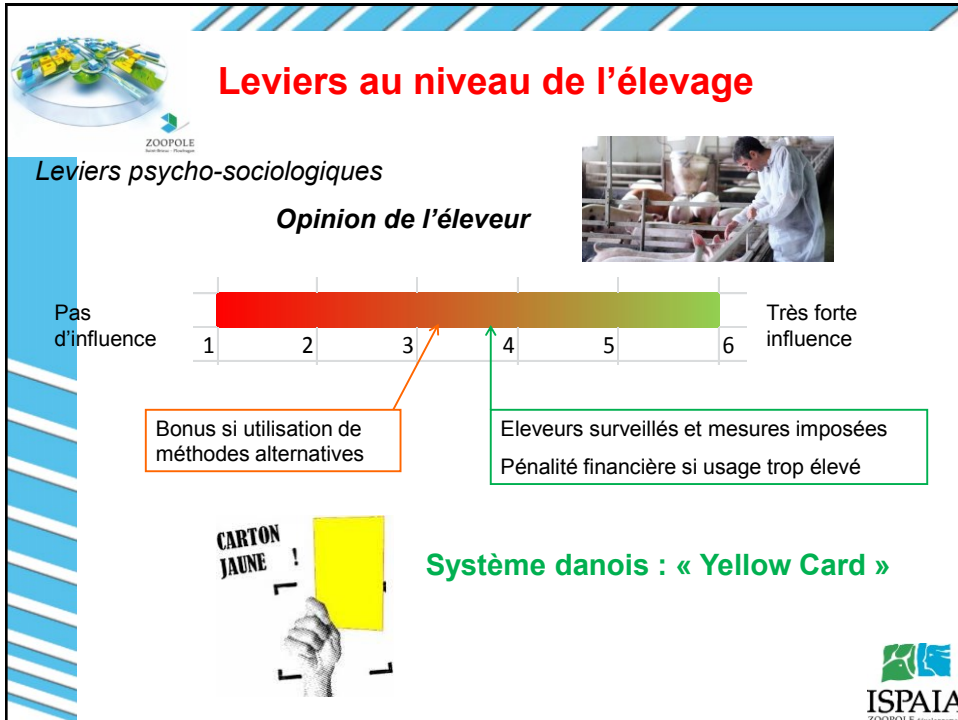 Leviers au niveau de l'élevage
ZOOPOLE
Leviers psycho-sociologiques
Opinion de l'éleveur
Pas
d'influence
1 2 3 4 5 6
Très forte
influence
Bonus si utilisation de
méthodes alternatives
Eleveurs surveillés et mesures imposées
Pénalité financière si usage trop élevé
CARTON
JAUNE !
Système danois : « Yellow Card »
ISPAIA